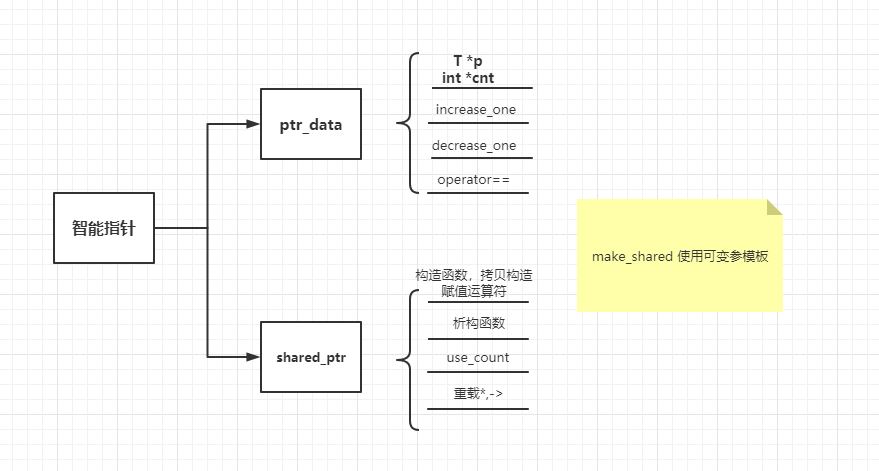 智能指针
ptr_data
T *p
int *cnt
increase_one
decrease_one
operator==
shared_ptr
构造函数，拷贝构造
赋值运算符
析构函数
use_count
重载*,->
make_shared 使用可变参模板